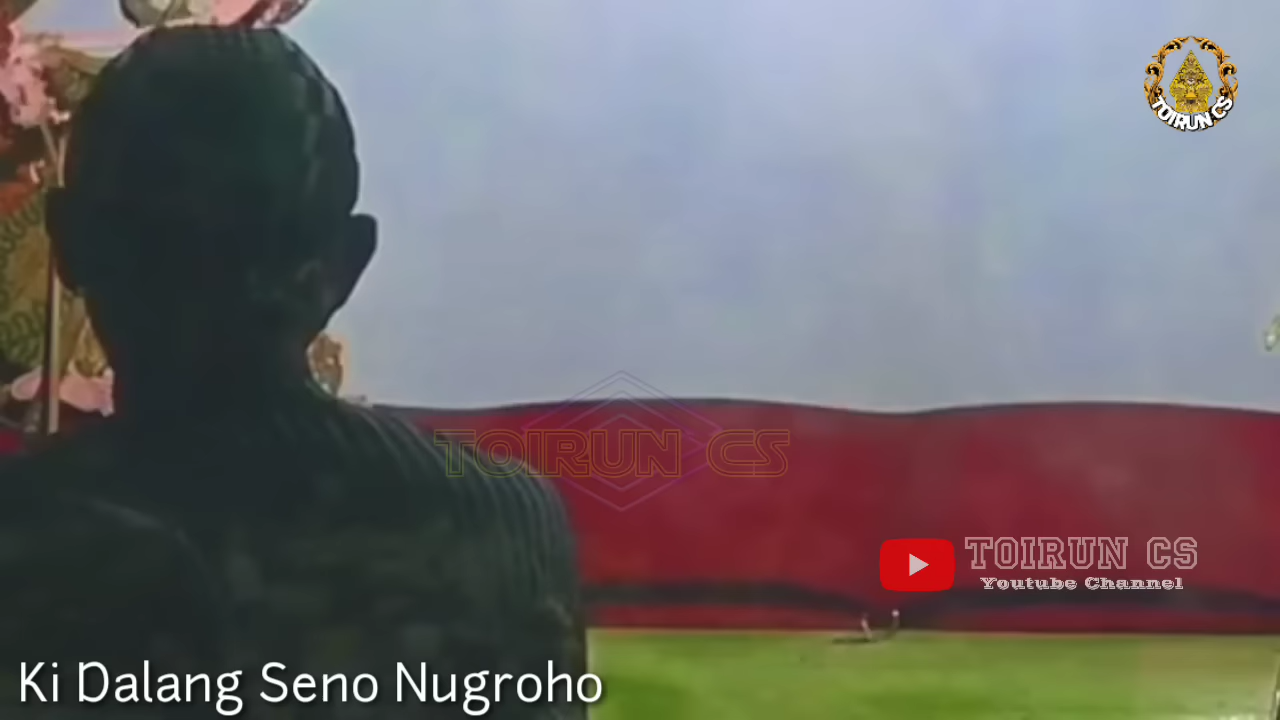 TOIRUN CS
TOIRUN CS
TOIRUN CS
Youtube Channel
Ki Dalang Seno Nugroho